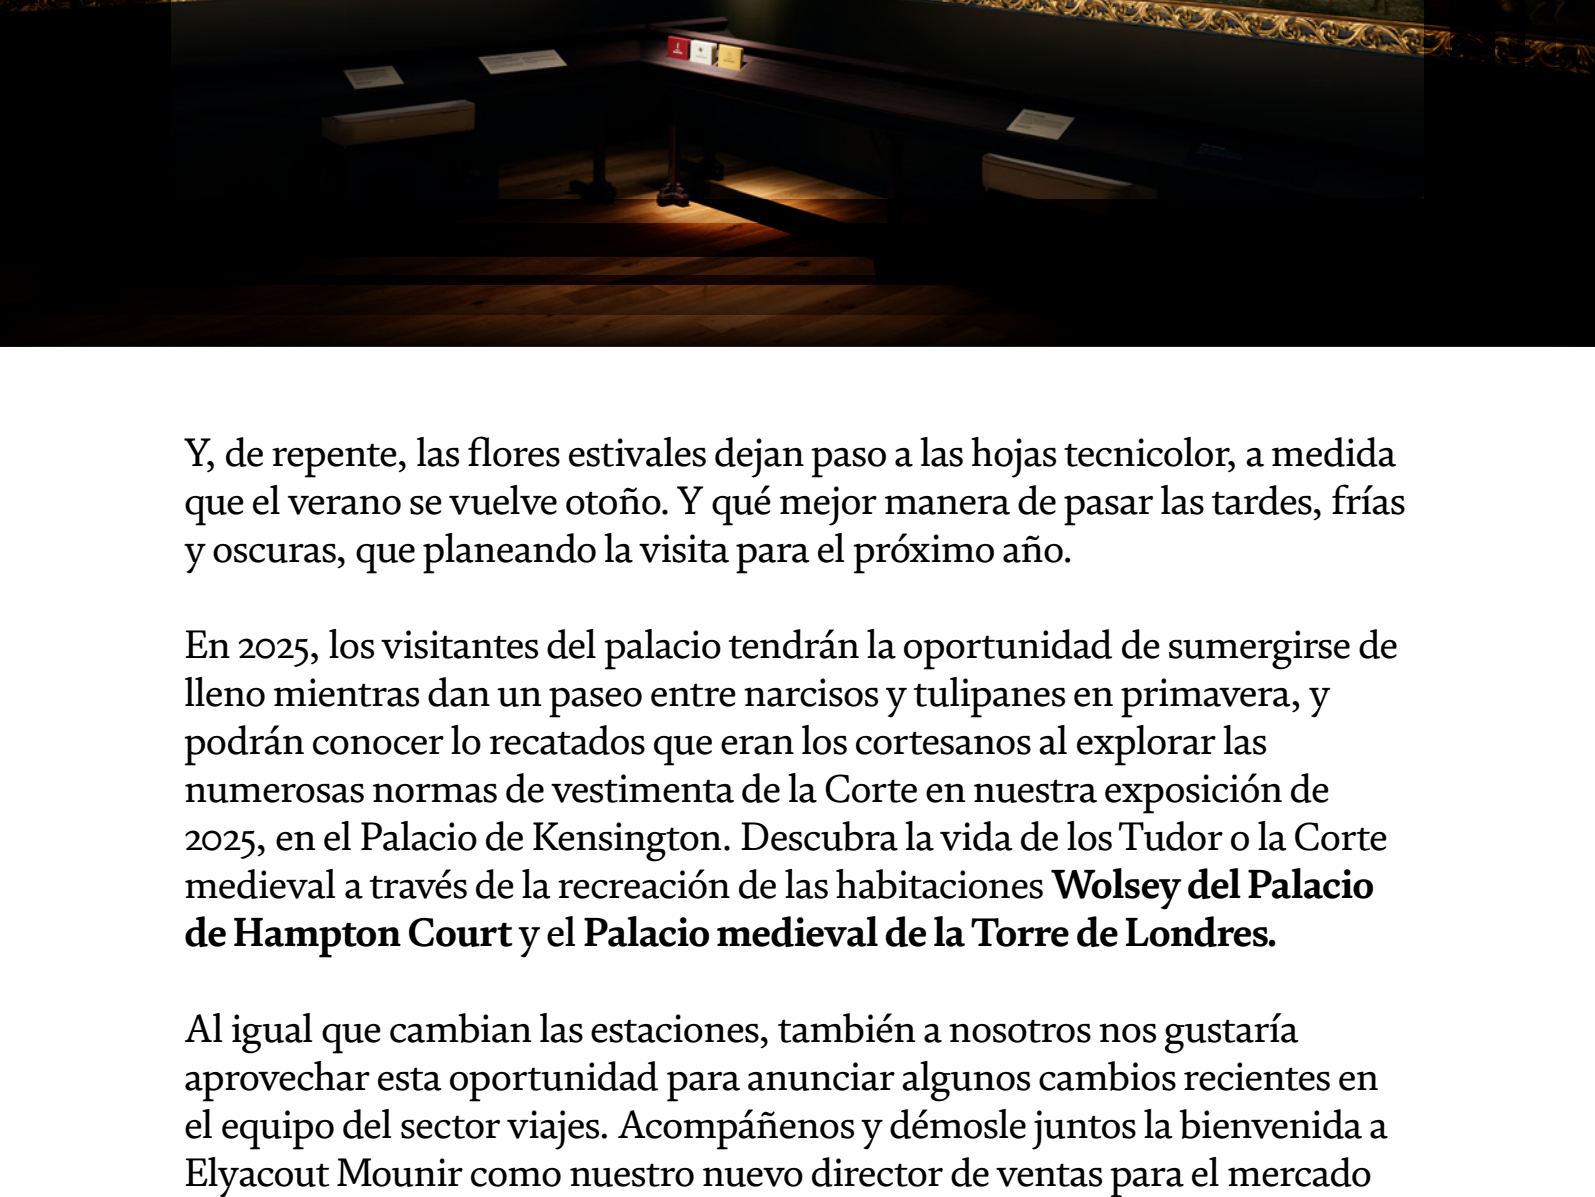 Y, de repente, las flores estivales dejan paso a las hojas tecnicolor, a medida
que el verano se vuelve otoño. Y qué mejor manera de pasar las tardes, frías
y oscuras, que planeando la visita para el próximo año.
En 2025, los visitantes del palacio tendrán la oportunidad de sumergirse de
lleno mientras dan un paseo entre narcisos y tulipanes en primavera, y
podrán conocer lo recatados que eran los cortesanos al explorar las
numerosas normas de vestimenta de la Corte en nuestra exposición de
2025, en el Palacio de Kensington. Descubra la vida de los Tudor o la Corte
medieval a través de la recreación de las habitaciones Wolsey del Palacio
de Hampton Court y el Palacio medieval de la Torre de Londres.
Al igual que cambian las estaciones, también a nosotros nos gustaría
aprovechar esta oportunidad para anunciar algunos cambios recientes en
el equipo del sector viajes. Acompáñenos y démosle juntos la bienvenida a
Elyacout Mounir como nuestro nuevo director de ventas para el mercado